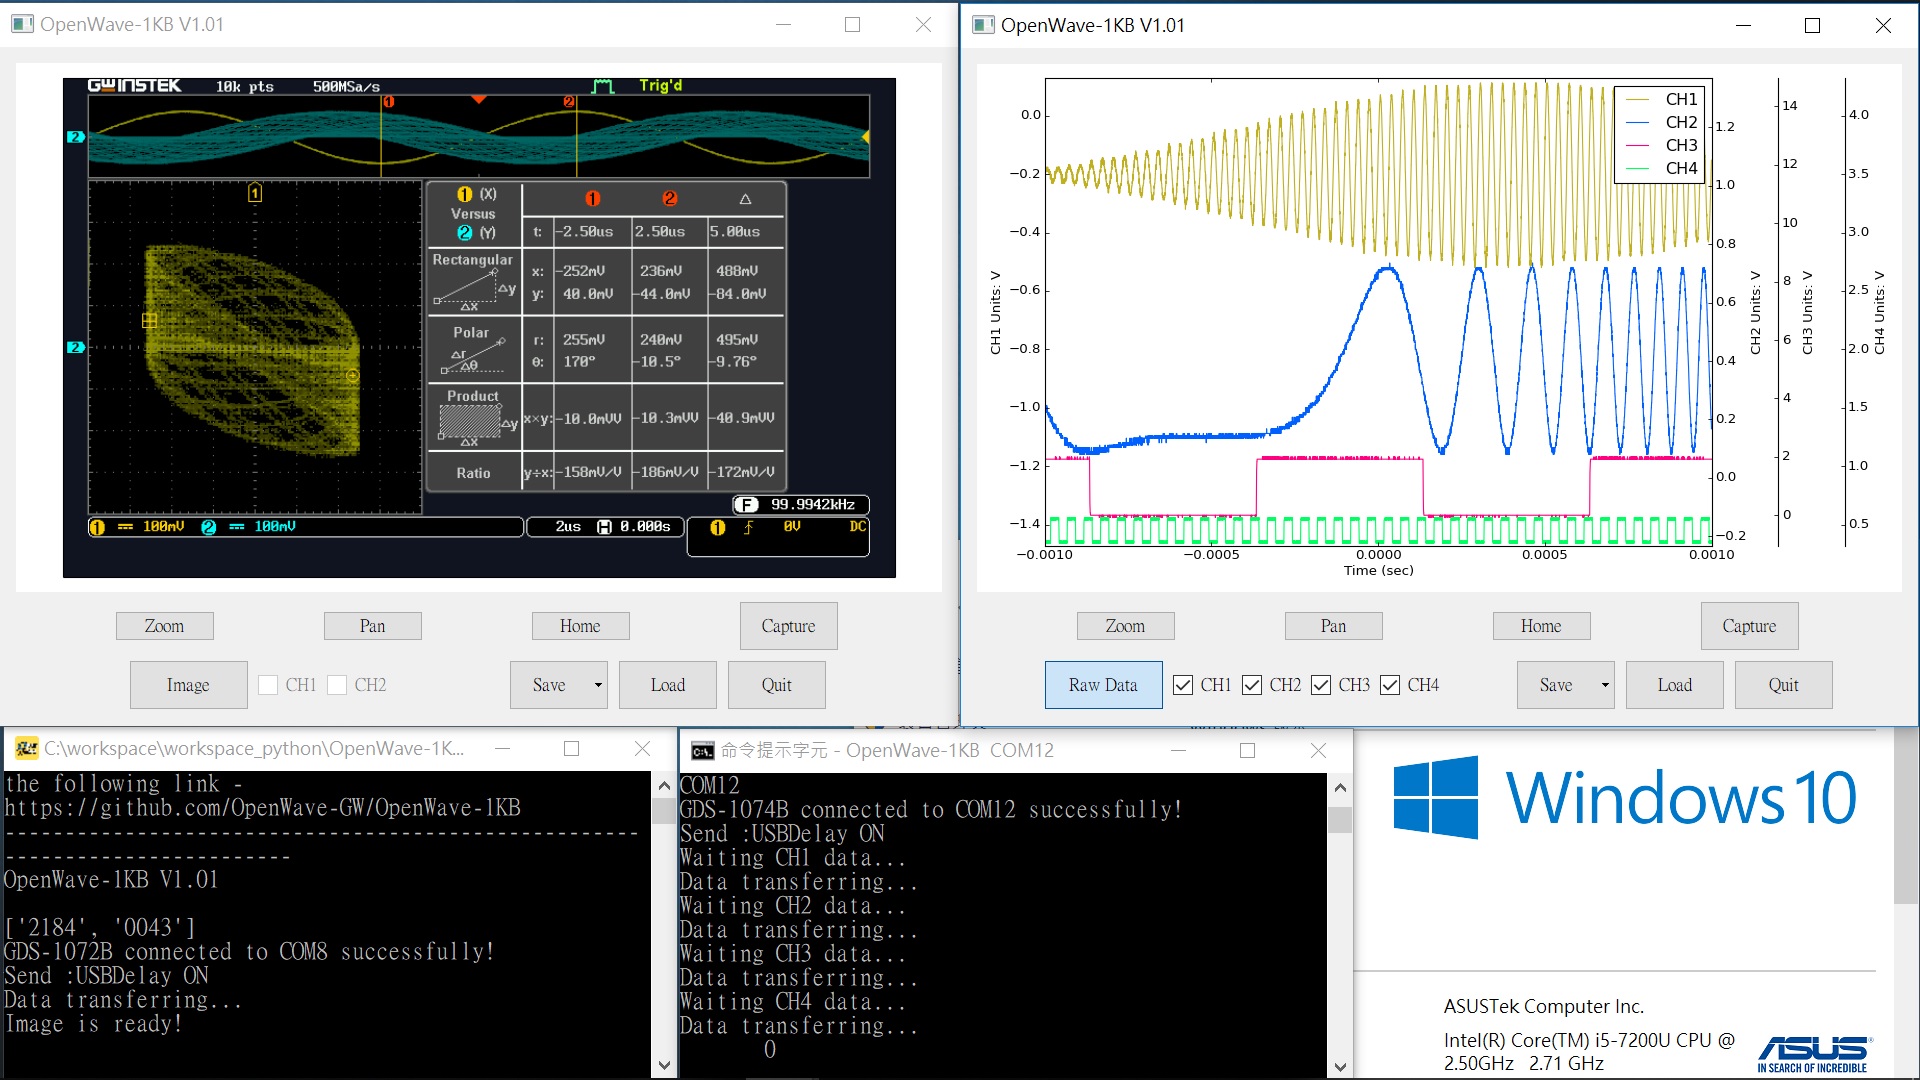 OpenWave-1KB V1.01
GWINSTEK 10k pts 500MSa/s Trig'd
1 2
2
1
2
1 (X) Versus 2 (Y) 1 2 △
t: -2.50us 2.50us 5.00us
Rectangular
△y
△x
x: -252mV 236mV 488mV
y: 40.0mV -44.0mV -84.0mV
Polar
△r
△θ
r: 255mV 240mV 495mV
θ: 170° -10.5° -9.76°
Product
△y
△x
x×y: -10.0mVV -10.3mVV -40.9mVV
Ratio y÷x: -158mV/V -186mV/V -172mV/V
F 99.9942kHz
1 100mV 2 100mV 2us H 0.000s 1 0V DC
Zoom Pan Home Capture
Image CH1 CH2 Save Load Quit
OpenWave-1KB V1.01
CH1
CH2
CH3
CH4
0.0
-0.2
-0.4
-0.6
-0.8
-1.0
-1.2
-1.4
CH1 Units: V
1.2
1.0
0.8
0.6
0.4
0.2
0.0
-0.2
CH2 Units: V
14
12
10
8
6
4
2
0
CH3 Units: V
4.0
3.5
3.0
2.5
2.0
1.5
1.0
0.5
CH4 Units: V
-0.0010 -0.0005 0.0000 0.0005 0.0010
Time (sec)
Zoom Pan Home Capture
Raw Data CH1 CH2 CH3 CH4 Save Load Quit
C:\workspace\workspace_python\OpenWave-1K...
the following link -
https://github.com/OpenWave-GW/OpenWave-1KB
-----------------------------------------------------
------------------------
OpenWave-1KB V1.01
['2184', '0043']
GDS-1072B connected to COM8 successfully!
Send :USBDelay ON
Data transferring...
Image is ready!
命令提示字元 - OpenWave-1KB COM12
COM12
GDS-1074B connected to COM12 successfully!
Send :USBDelay ON
Waiting CH1 data...
Data transferring...
Waiting CH2 data...
Data transferring...
Waiting CH3 data...
Data transferring...
Waiting CH4 data...
Data transferring...
0
Windows 10
ASUSTek Computer Inc.
Intel(R) Core(TM) i5-7200U CPU @
2.50GHz 2.71 GHz
ASUS
IN SEARCH OF INCREDIBLE